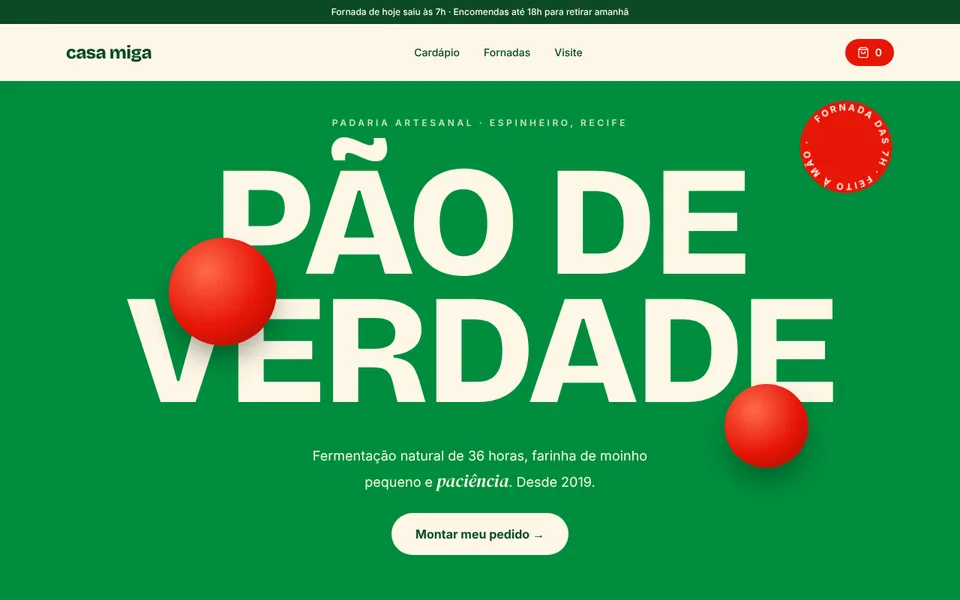 Fornada de hoje saiu às 7h · Encomendas até 18h para retirar amanhã
casa miga
Cardápio
Fornadas
Visite
0
PADARIA ARTESANAL · ESPINHEIRO, RECIFE
FORNADA DAS 7H · FEITO À MÃO ·
PÃO DE
VERDADE
Fermentação natural de 36 horas, farinha de moinho
pequeno e paciência. Desde 2019.
Montar meu pedido →